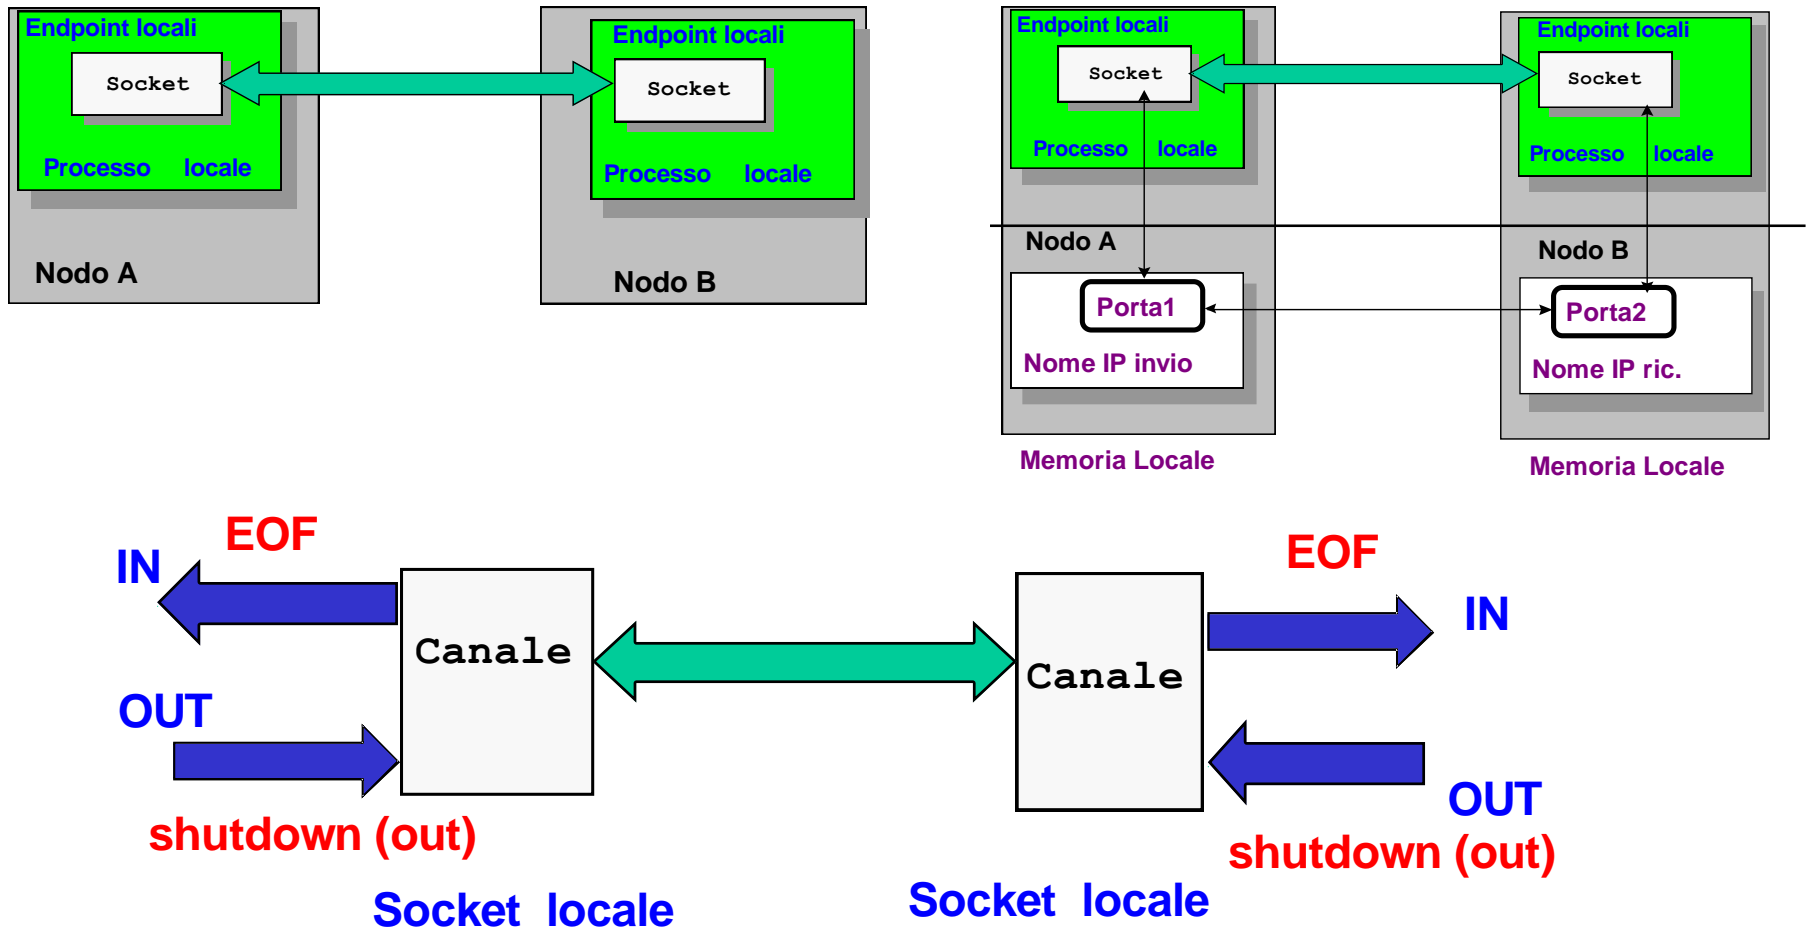 Endpoint locali
Socket
Processo locale
Nodo A
Endpoint locali
Socket
Processo locale
Nodo B
Endpoint locali
Socket
Processo locale
Nodo A
Porta1
Nome IP invio
Memoria Locale
Endpoint locali
Socket
Processo locale
Nodo B
Porta2
Nome IP ric.
Memoria Locale
EOF
IN
Canale
OUT
shutdown (out)
Socket locale
EOF
IN
Canale
OUT
shutdown (out)
Socket locale